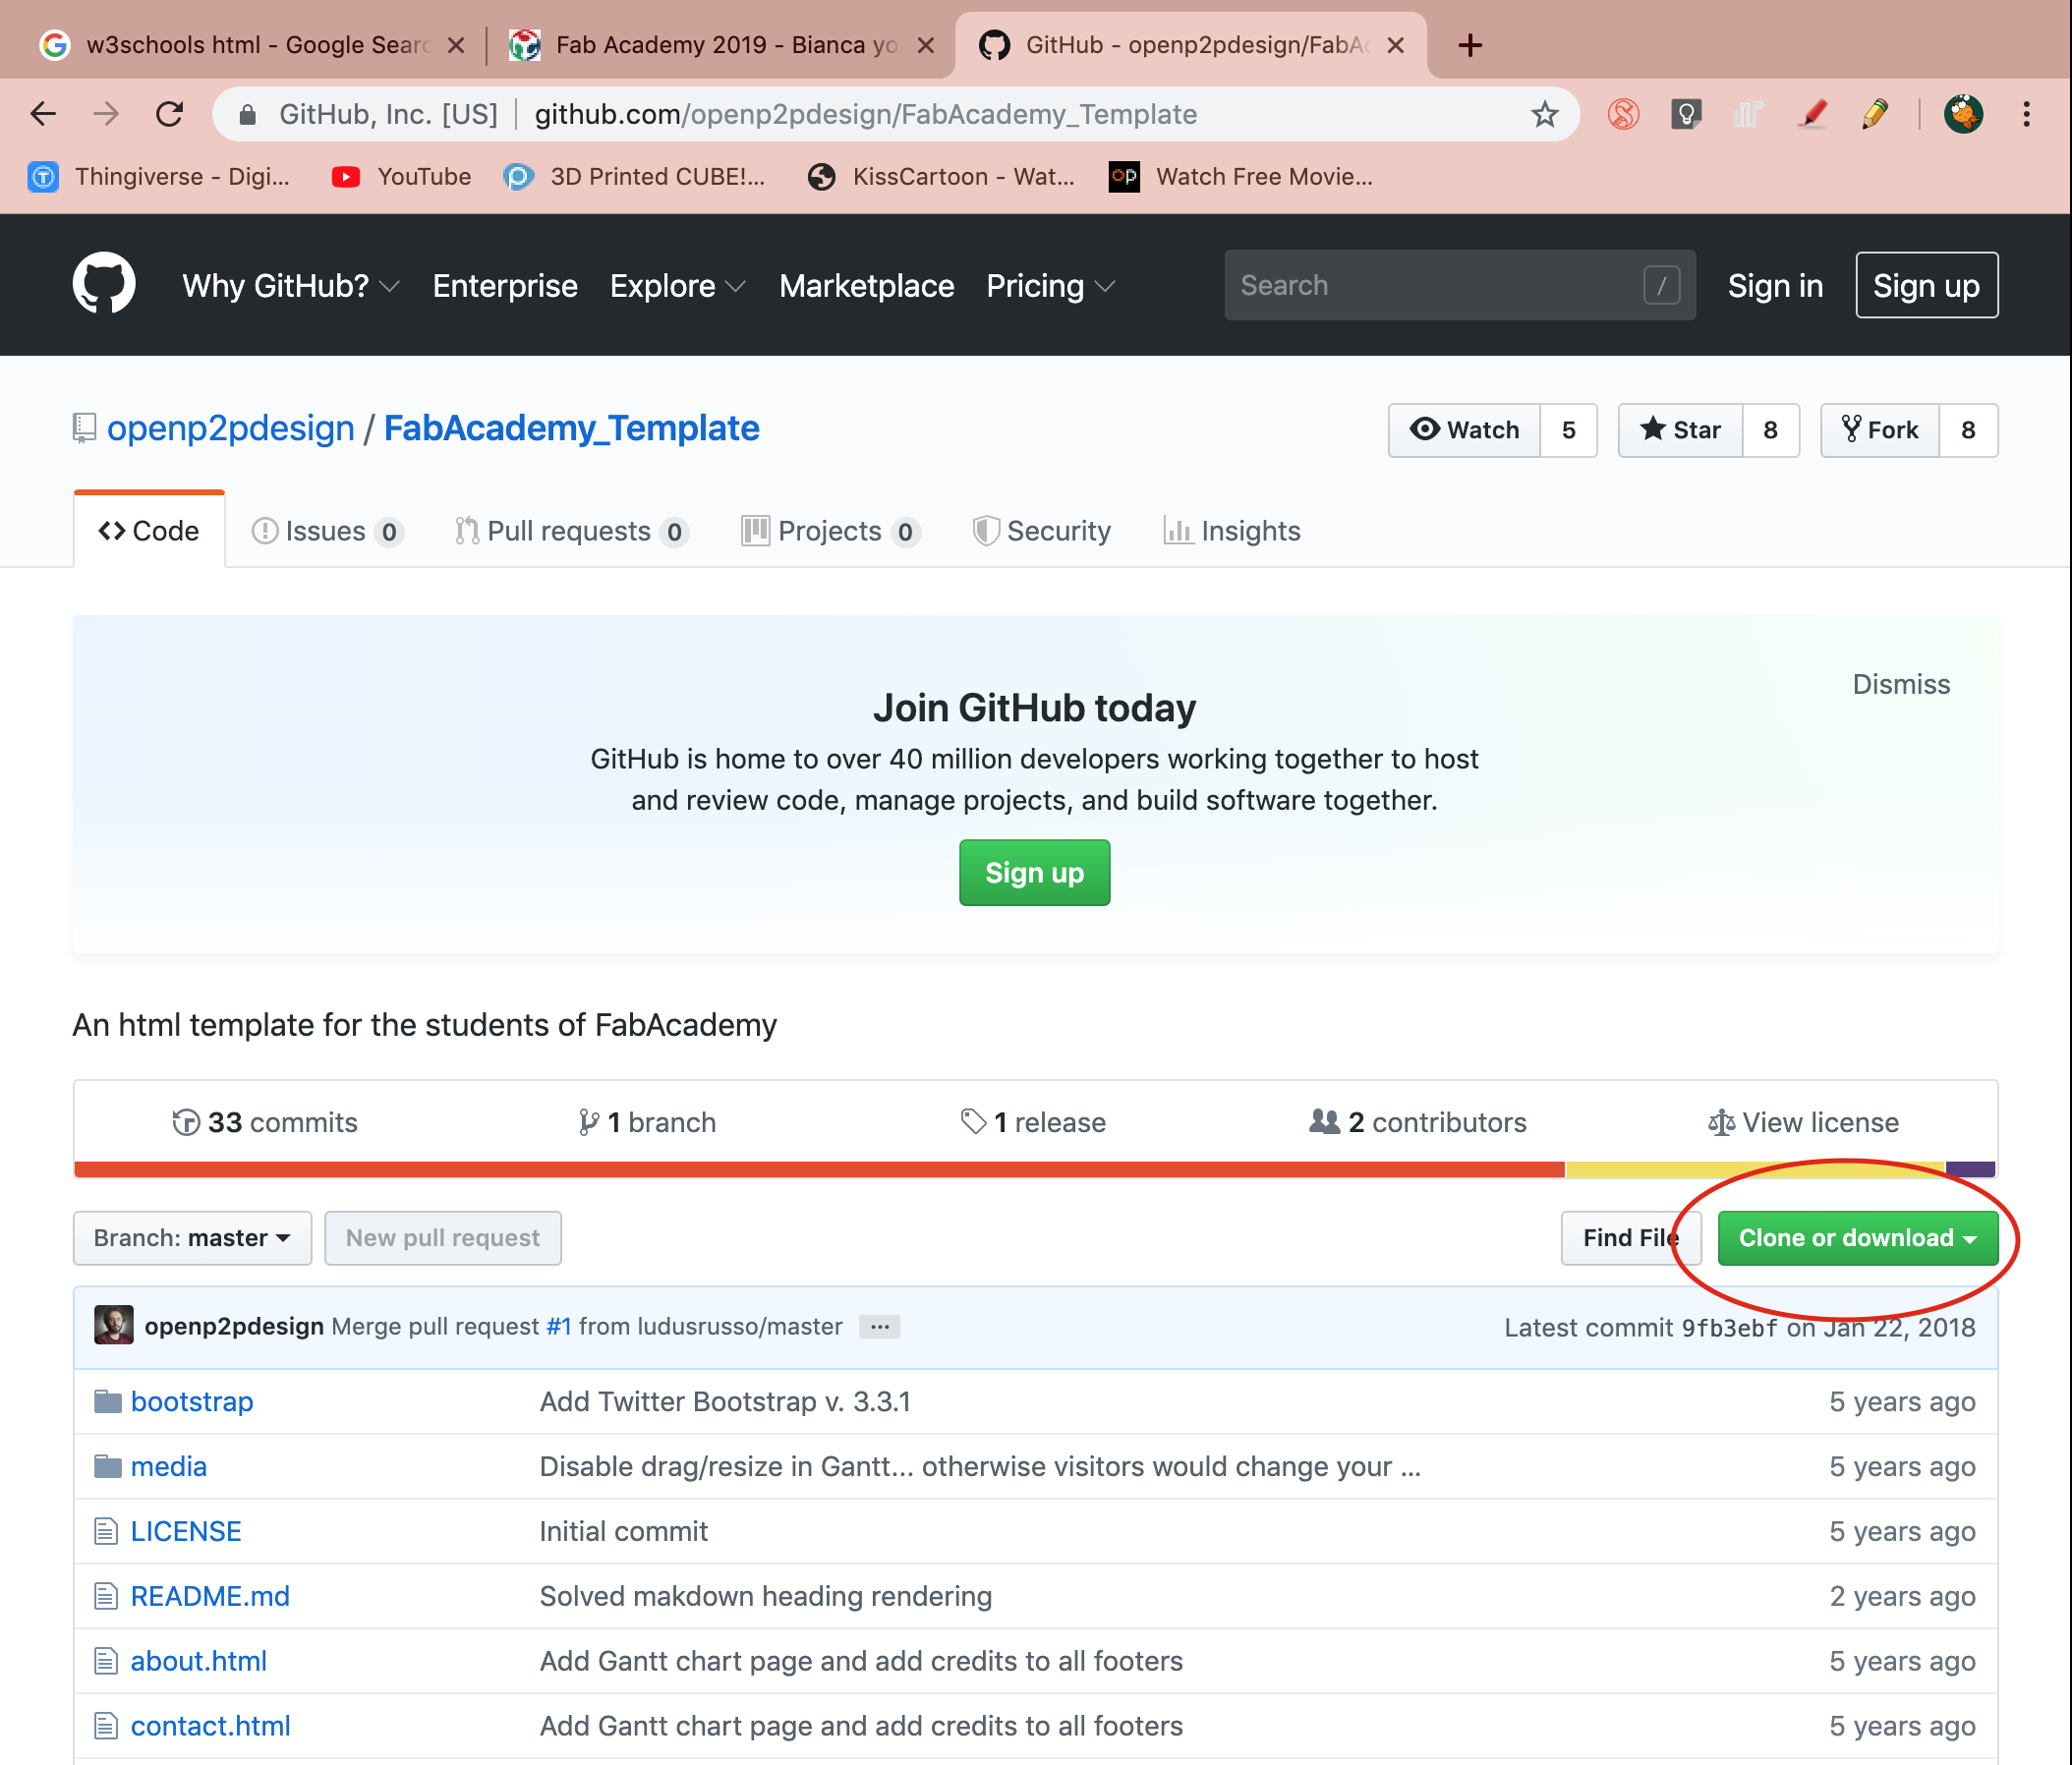 w3schools html - Google Searc
Fab Academy 2019 - Bianca yo
GitHub - openp2pdesign/FabAc
GitHub, Inc. [US] github.com/openp2pdesign/FabAcademy_Template
Thingiverse - Digi... YouTube 3D Printed CUBE!... KissCartoon - Wat... op Watch Free Movie...
Why GitHub? Enterprise Explore Marketplace Pricing Search / Sign in Sign up
openp2pdesign / FabAcademy_Template
Watch 5 Star 8 Fork 8
Code Issues 0 Pull requests 0 Projects 0 Security Insights
Dismiss
Join GitHub today
GitHub is home to over 40 million developers working together to host
and review code, manage projects, and build software together.
Sign up
An html template for the students of FabAcademy
33 commits 1 branch 1 release 2 contributors View license
Branch: master New pull request Find File Clone or download
openp2pdesign Merge pull request #1 from ludusrusso/master ... Latest commit 9fb3ebf on Jan 22, 2018
bootstrap Add Twitter Bootstrap v. 3.3.1 5 years ago
media Disable drag/resize in Gantt... otherwise visitors would change your ... 5 years ago
LICENSE Initial commit 5 years ago
README.md Solved makdown heading rendering 2 years ago
about.html Add Gantt chart page and add credits to all footers 5 years ago
contact.html Add Gantt chart page and add credits to all footers 5 years ago